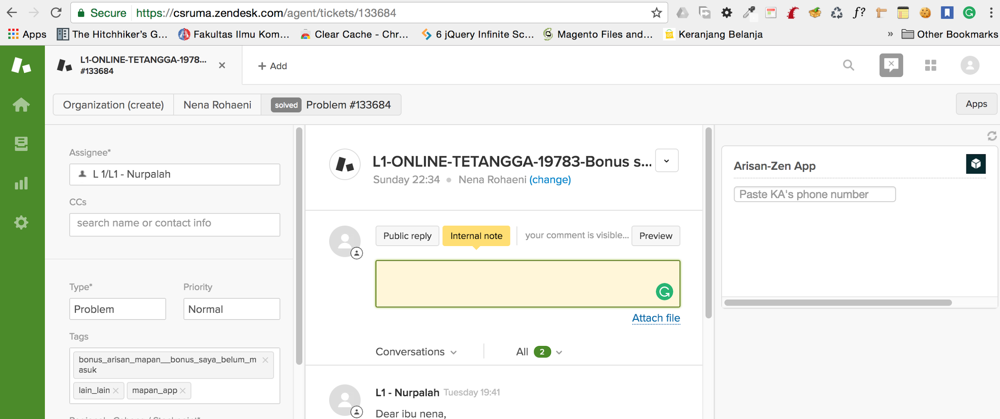 Secure https://csruma.zendesk.com/agent/tickets/133684
Apps The Hitchhiker's G... Fakultas Ilmu Kom... Clear Cache - Chr... 6 jQuery Infinite Sc... Magento Files and... Keranjang Belanja » Other Bookmarks
L1-ONLINE-TETANGGA-1978...
#133684
+ Add
Organization (create) Nena Rohaeni solved Problem #133684
Apps
Assignee*
L 1/L1 - Nurpalah
CCs
search name or contact info
Type* Priority
Problem Normal
Tags
bonus_arisan_mapan__bonus_saya_belum_m
asuk
lain_lain mapan_app
L1-ONLINE-TETANGGA-19783-Bonus s...
Sunday 22:34 Nena Rohaeni (change)
Public reply Internal note your comment is visible... Preview
Attach file
Conversations All 2
L1 - Nurpalah Tuesday 19:41
Dear ibu nena,
Arisan-Zen App
Paste KA's phone number